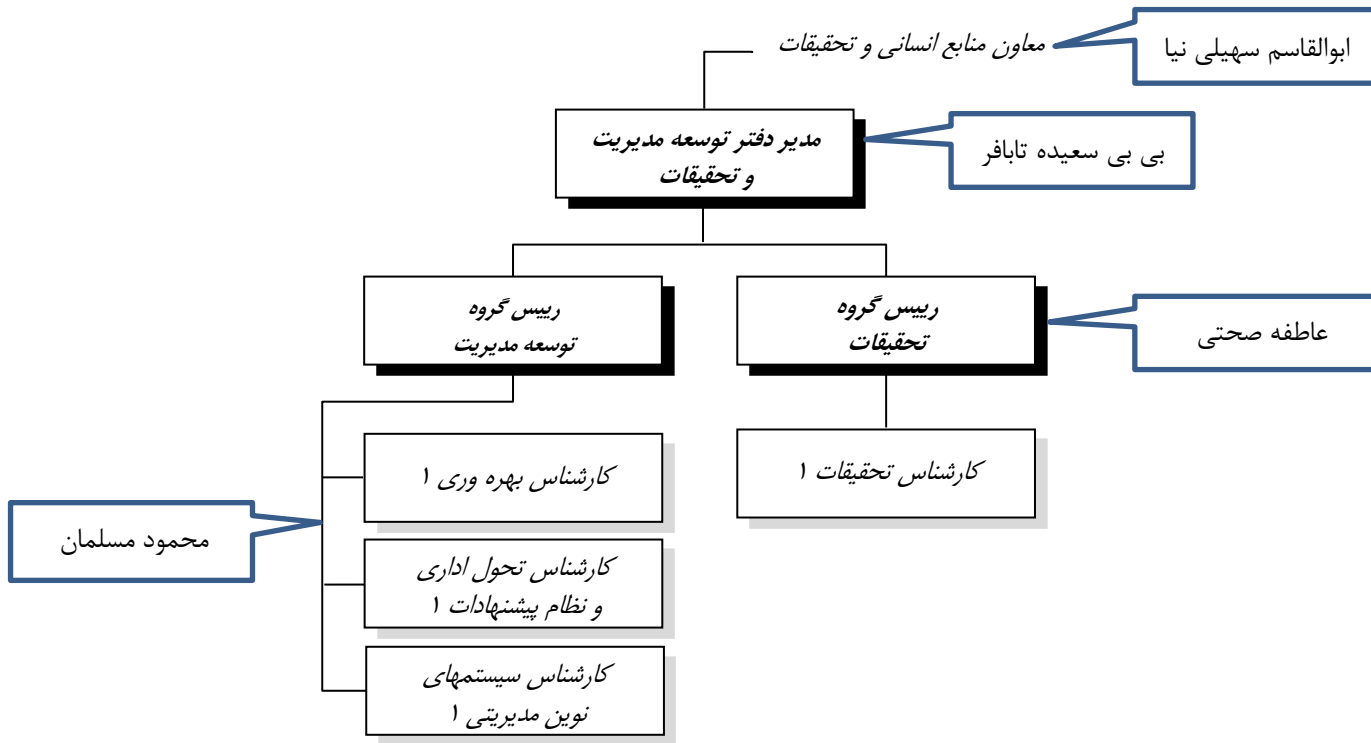 معاون منابع انسانی و تحقیقات
ابوالقاسم سهیلی نیا
مدیر دفتر توسعه مدیریت
و تحقیقات
بی بی سعیده تابافر
رییس گروه
تحقیقات
عاطفه صحتی
رییس گروه
توسعه مدیریت
کارشناس تحقیقات ۱
کارشناس بهره وری ۱
محمود مسلمان
کارشناس تحول اداری
و نظام پیشنهادات ۱
کارشناس سیستمهای
نوین مدیریتی ۱